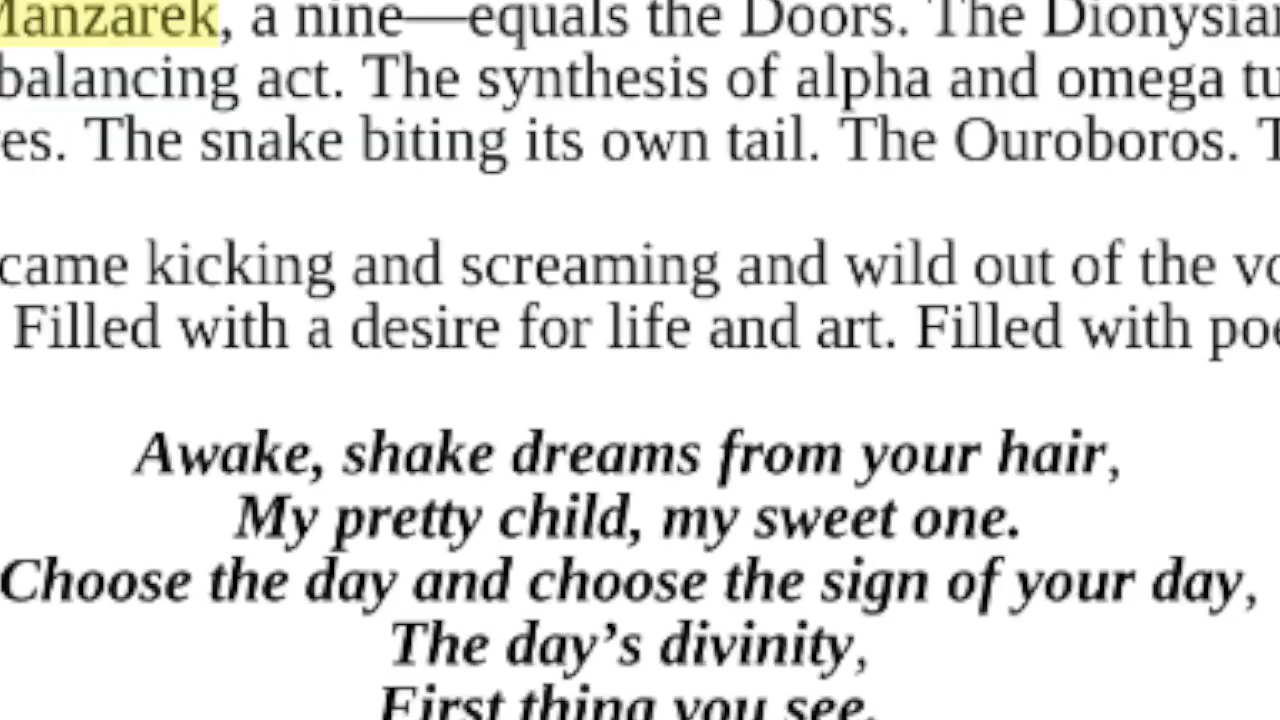 Manzarek, a nine—equals the Doors. The Dionysian
balancing act. The synthesis of alpha and omega
es. The snake biting its own tail. The Ouroboros.
came kicking and screaming and wild out of the
Filled with a desire for life and art. Filled with
Awake, shake dreams from your hair,
My pretty child, my sweet one.
Choose the day and choose the sign of your day,
The day’s divinity,
First thing you see.